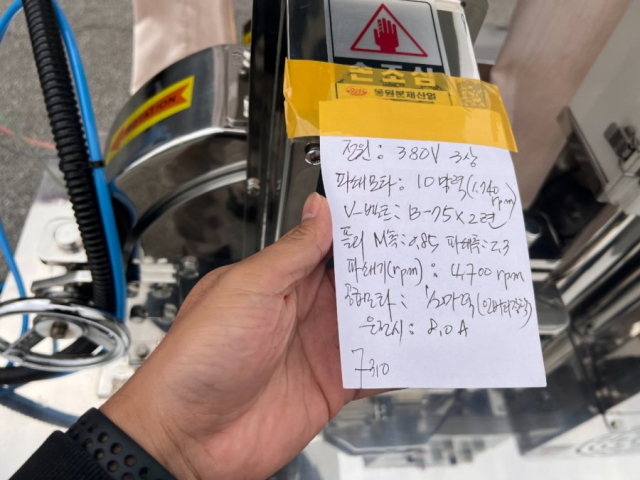 손조심
동원분체산업
전원 : 380V 3상
파쇄모타 : 10마력(1,740rpm)
V-벨트 : B-75×2련
풀리 M측:2.85 파쇄측:2.3
파쇄기(rpm) : 4,700 rpm
공급모타 : ½마력(인버터장착)
운전시 : 8.0A